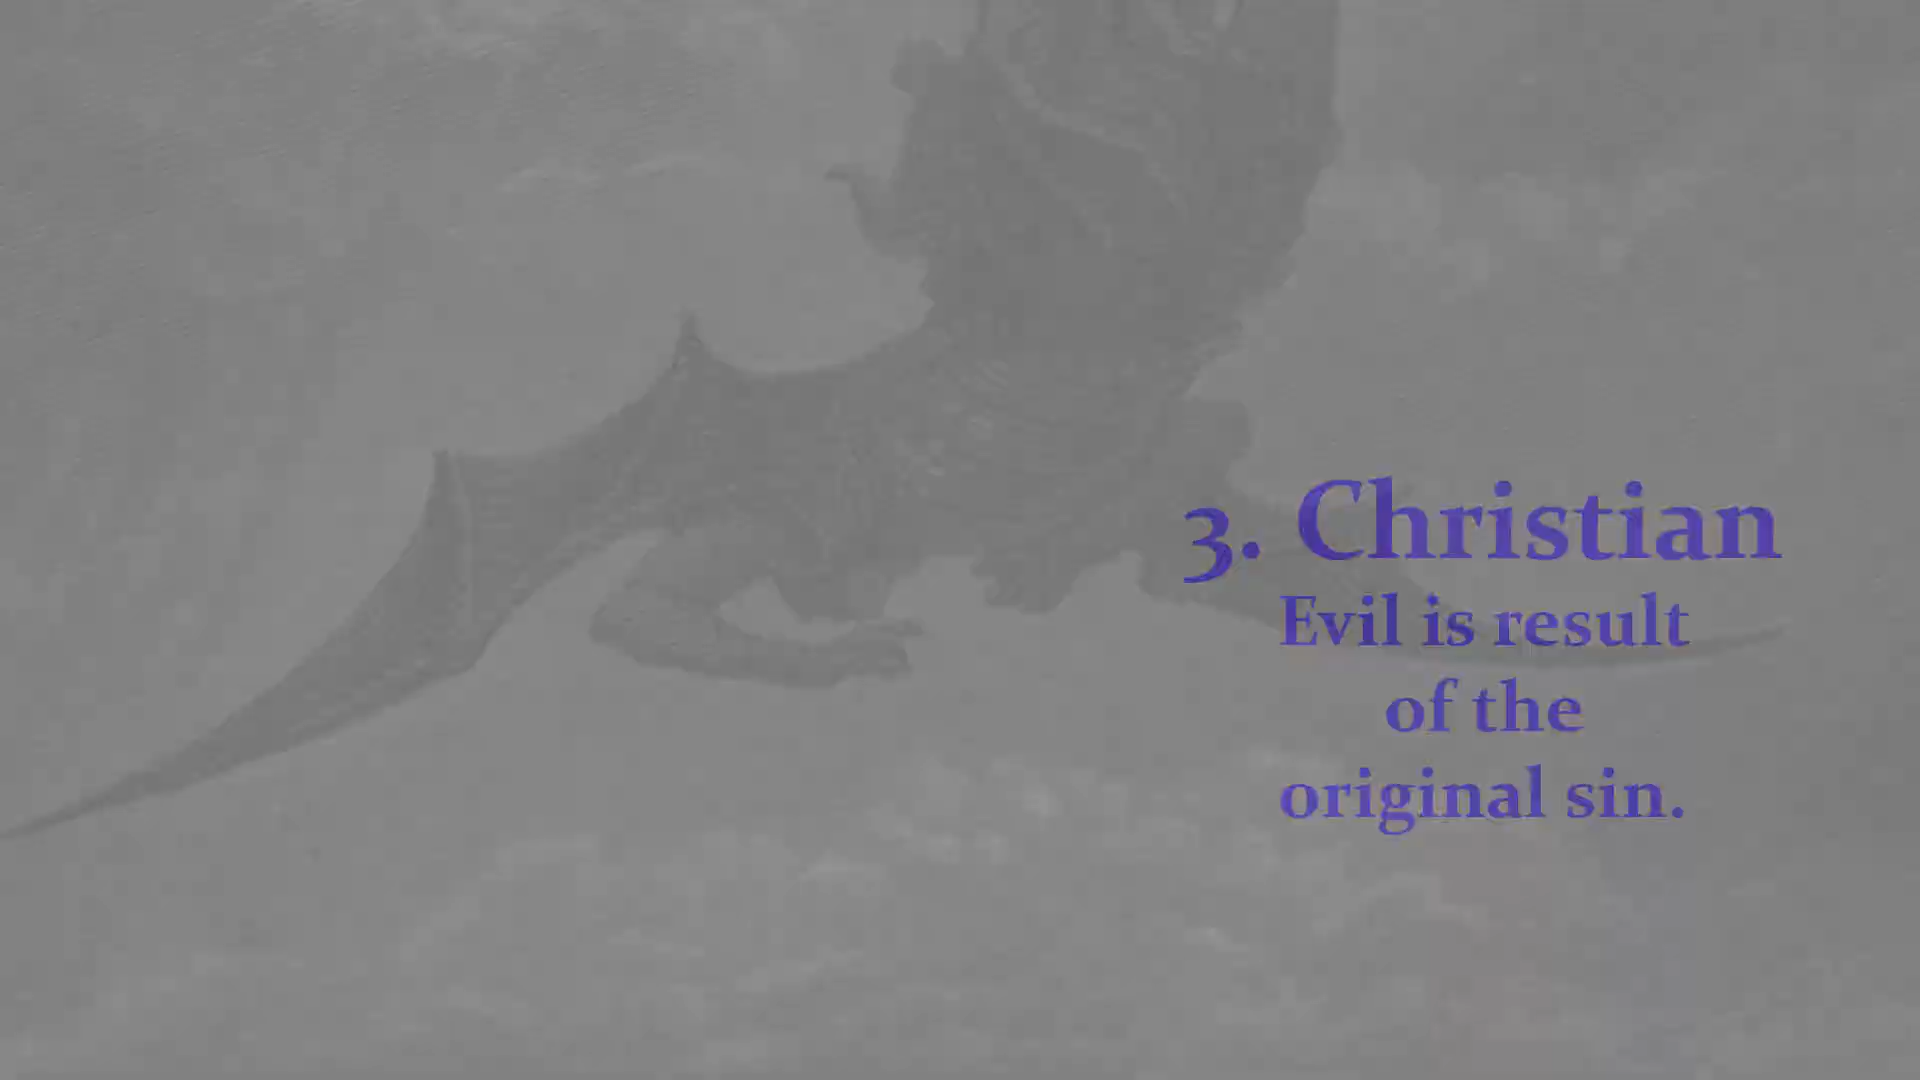 3. Christian
Evil is result
of the
original sin.